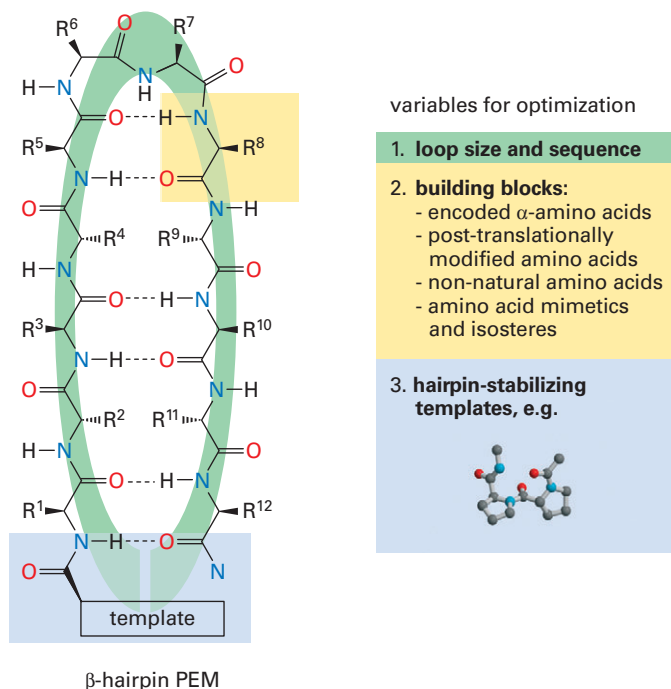 R⁶
R⁷
O
O
H
N
N
H
O
H
N
R⁵
R⁸
N
H
O
O
N
H
R⁴
R⁹
H
N
O
O
H
N
R³
R¹⁰
N
H
O
O
N
H
R²
R¹¹
H
N
O
O
H
N
R¹
R¹²
N
H
O
O
N
template
β-hairpin PEM
variables for optimization
1. loop size and sequence
2. building blocks:
- encoded α-amino acids
- post-translationally
modified amino acids
- non-natural amino acids
- amino acid mimetics
and isosteres
3. hairpin-stabilizing
templates, e.g.